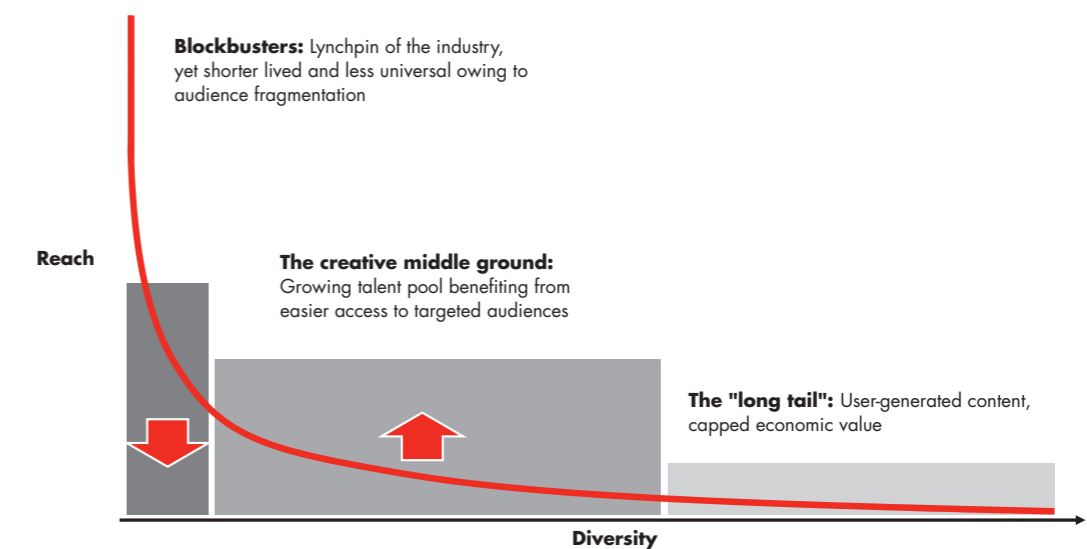 Blockbusters: Lynchpin of the industry,
yet shorter lived and less universal owing to
audience fragmentation
Reach
The creative middle ground:
Growing talent pool benefiting from
easier access to targeted audiences
The "long tail": User-generated content,
capped economic value
Diversity